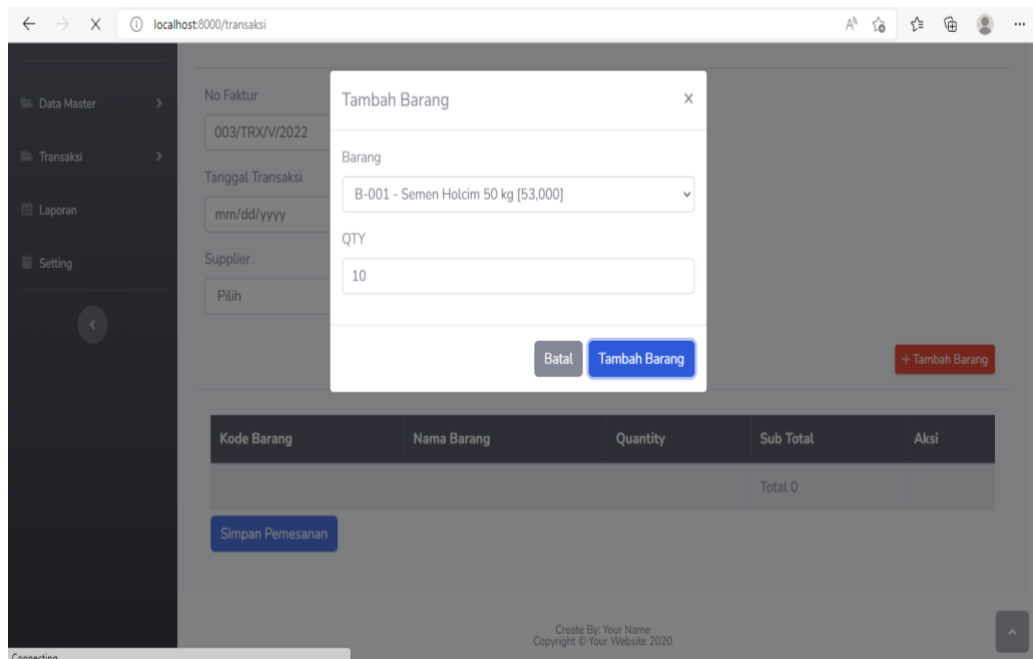 localhost:8000/transaksi
Data Master
Transaksi
Laporan
Setting
No Faktur
003/TRX/V/2022
Tanggal Transaksi
mm/dd/yyyy
Supplier
Pilih
Tambah Barang
Barang
B-001 - Semen Holcim 50 kg [53,000]
QTY
10
Batal Tambah Barang
+ Tambah Barang
Kode Barang Nama Barang Quantity Sub Total Aksi
Total 0
Simpan Pemesanan
Create By: Your Name
Copyright © Your Website 2020
Connecting